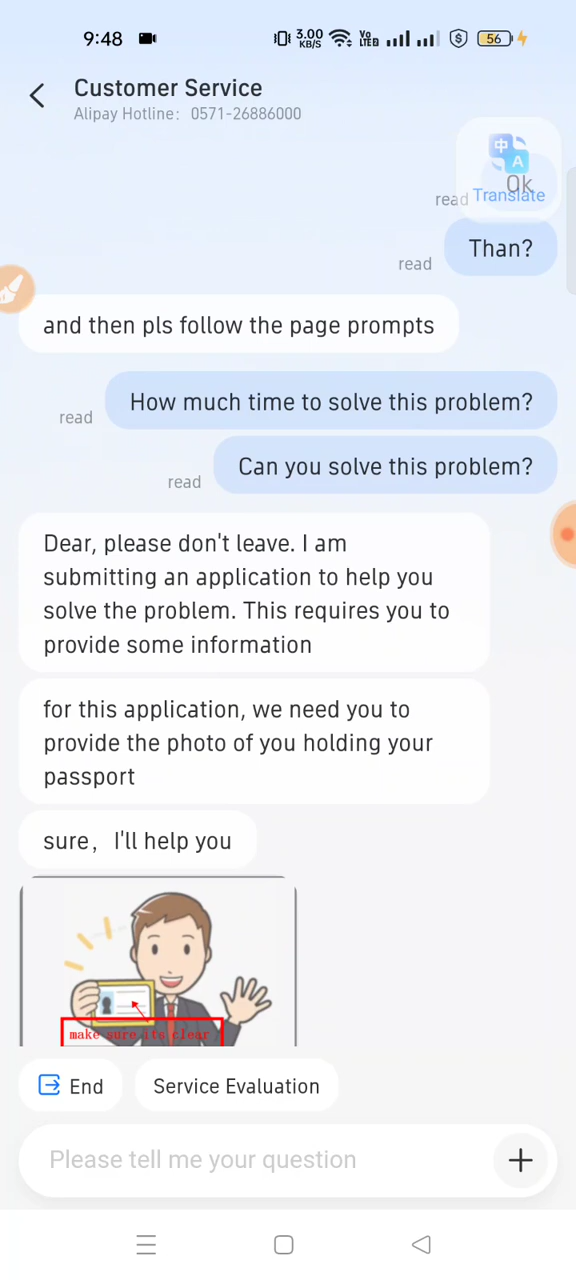 9:48
3.00
KB/S
Vo
LTE2
56
Customer Service
Alipay Hotline: 0571-26886000
中
A
Ok
read
Translate
Than?
read
and then pls follow the page prompts
How much time to solve this problem?
read
Can you solve this problem?
read
Dear, please don't leave. I am
submitting an application to help you
solve the problem. This requires you to
provide some information
for this application, we need you to
provide the photo of you holding your
passport
sure，I'll help you
make sure its clear
End
Service Evaluation
Please tell me your question